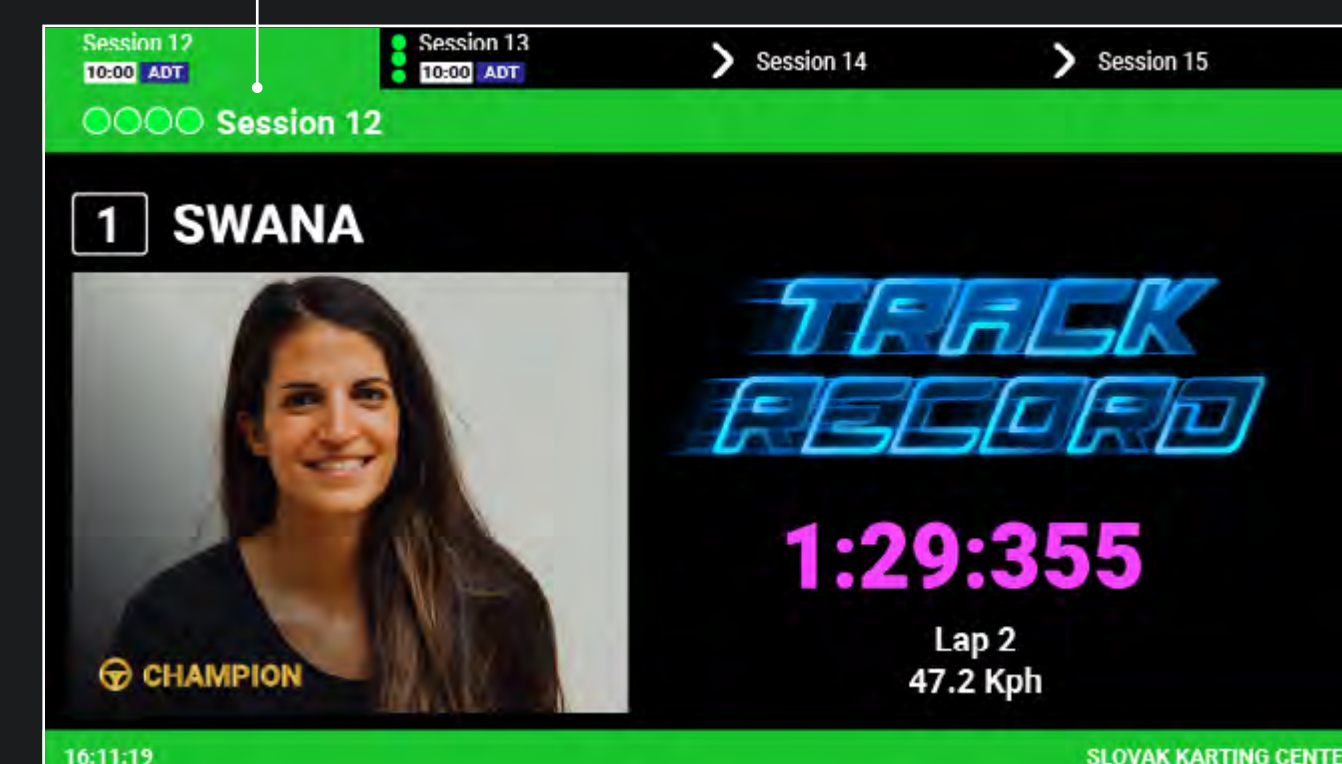 Session 12
10:00 ADT
Session 13
10:00 ADT
Session 14
Session 15
Session 12
1 SWANA
TRACK
RECORD
1:29:355
Lap 2
47.2 Kph
CHAMPION
16:11:19
SLOVAK KARTING CENTE